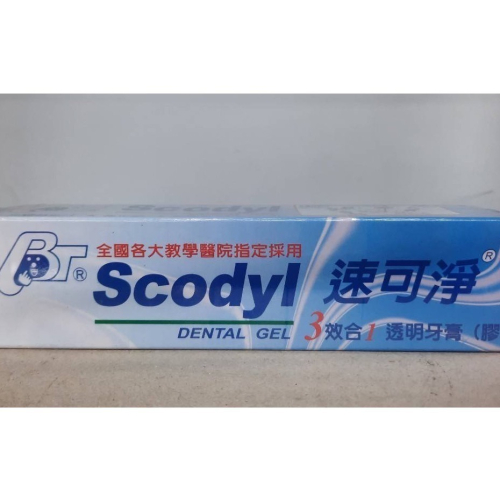 Scodyl
BT®
全國各大教學醫院指定採用
Scodyl 速可淨®
DENTAL GEL 3效合1 透明牙膏（膠